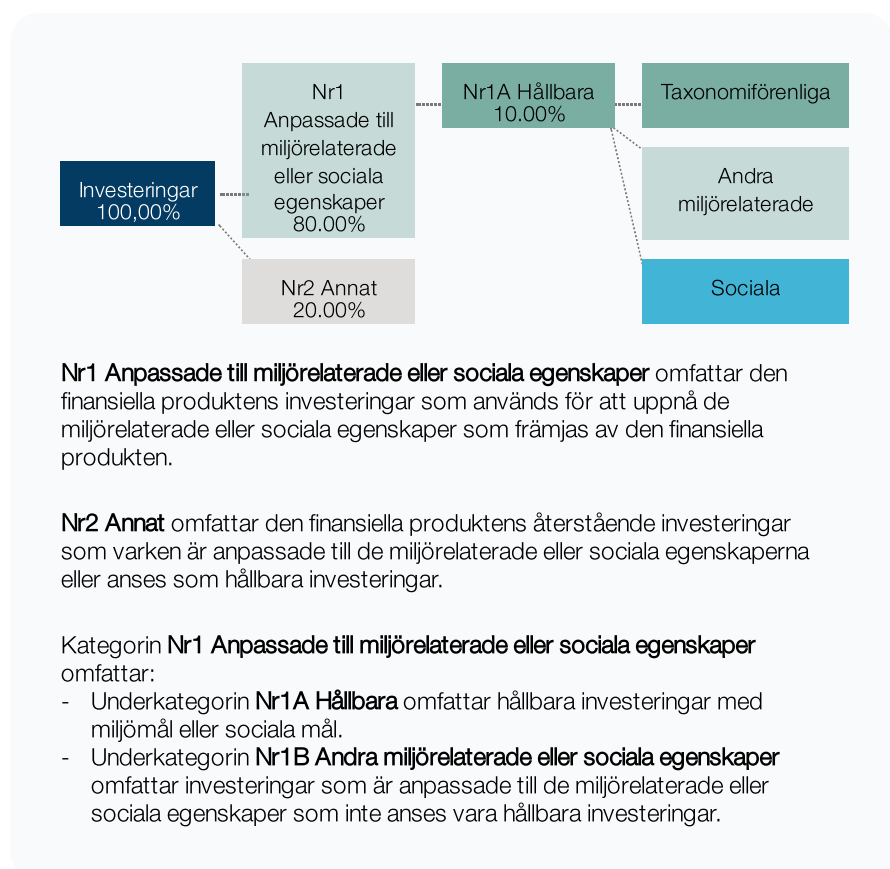 Investeringar
100,00%
Nr1
Anpassade till
miljörelaterade
eller sociala
egenskaper
80.00%
Nr2 Annat
20.00%
Nr1A Hållbara
10.00%
Taxonomiförenliga
Andra
miljörelaterade
Sociala
Nr1 Anpassade till miljörelaterade eller sociala egenskaper omfattar den
finansiella produktens investeringar som används för att uppnå de
miljörelaterade eller sociala egenskaper som främjas av den finansiella
produkten.
Nr2 Annat omfattar den finansiella produktens återstående investeringar
som varken är anpassade till de miljörelaterade eller sociala egenskaperna
eller anses som hållbara investeringar.
Kategorin Nr1 Anpassade till miljörelaterade eller sociala egenskaper
omfattar:
- Underkategorin Nr1A Hållbara omfattar hållbara investeringar med
miljömål eller sociala mål.
- Underkategorin Nr1B Andra miljörelaterade eller sociala egenskaper
omfattar investeringar som är anpassade till de miljörelaterade eller
sociala egenskaper som inte anses vara hållbara investeringar.